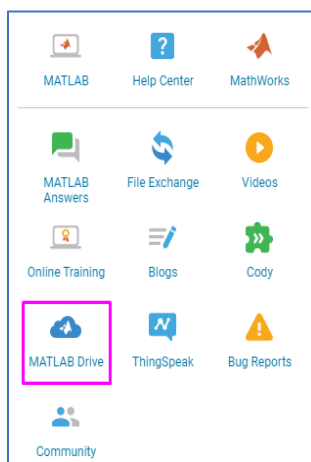 MATLAB Help Center MathWorks
MATLAB Answers File Exchange Videos
Online Training Blogs Cody
MATLAB Drive ThingSpeak Bug Reports
Community